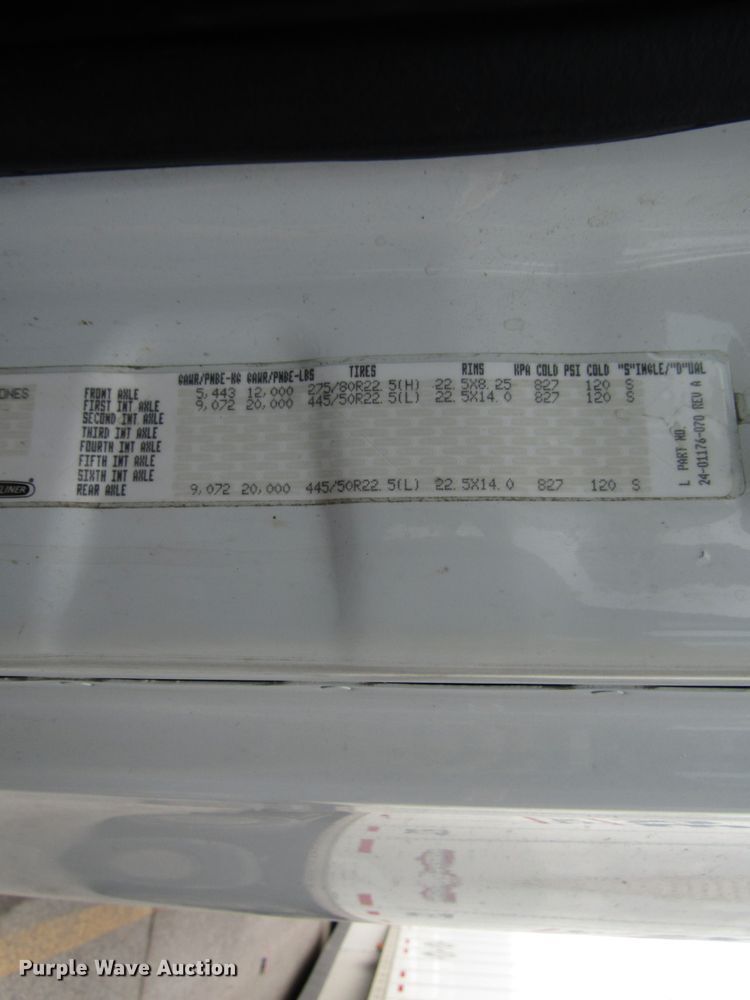 GAWR/PNBE-KG GAWR/PNBE-LBS TIRES RIMS KPA COLD PSI COLD "S"INGLE/"D"UAL
FRONT AXLE 5,443 12,000 275/80R22.5(H) 22.5X8.25 827 120 S
FIRST INT AXLE 9,072 20,000 445/50R22.5(L) 22.5X14.0 827 120 S
SECOND INT AXLE
THIRD INT AXLE
FOURTH INT AXLE
FIFTH INT AXLE
SIXTH INT AXLE
REAR AXLE 9,072 20,000 445/50R22.5(L) 22.5X14.0 827 120 S
ONES
LINER
L PART NO.
24-01176-070 REV A
Purple Wave Auction